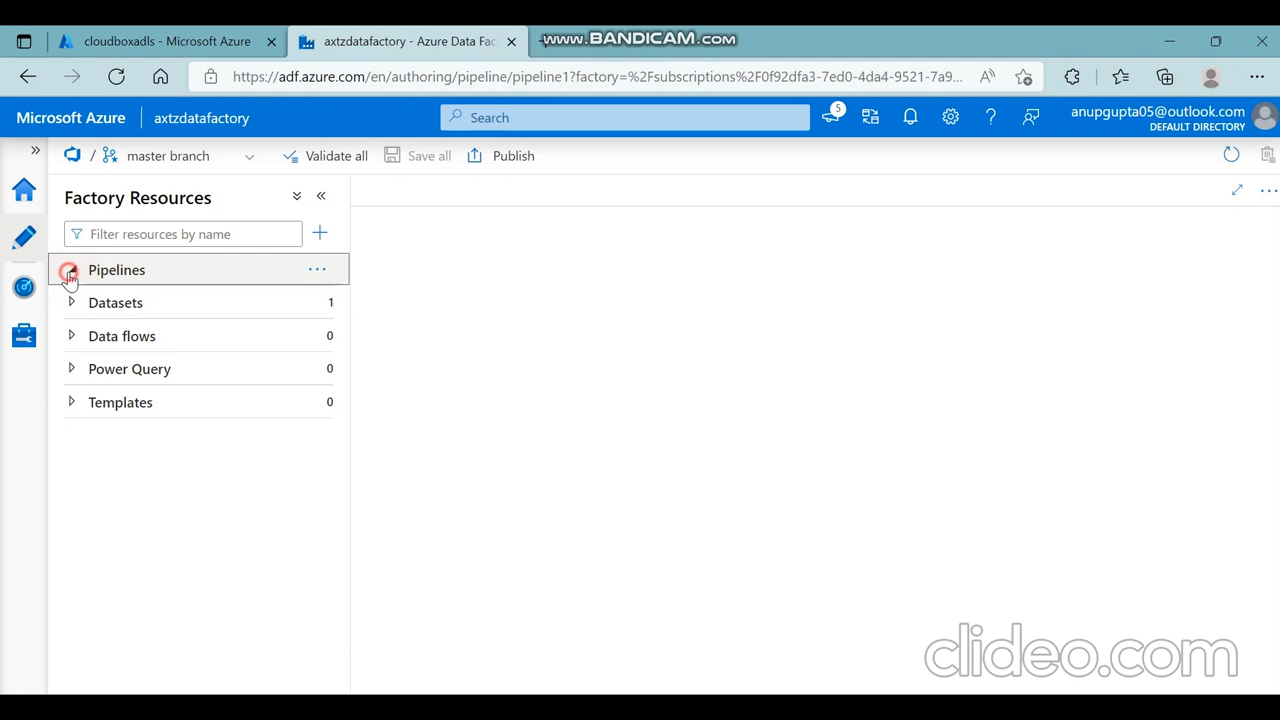 cloudboxadls - Microsoft Azure
axtzdatafactory - Azure Data Fac
www.BANDICAM.com
https://adf.azure.com/en/authoring/pipeline/pipeline1?factory=%2Fsubscriptions%2F0f92dfa3-7ed0-4da4-9521-7a9...
Microsoft Azure
axtzdatafactory
Search
5
anupgupta05@outlook.com
DEFAULT DIRECTORY
/ master branch
Validate all
Save all
Publish
Factory Resources
Filter resources by name
Pipelines
Datasets 1
Data flows 0
Power Query 0
Templates 0
clideo.com